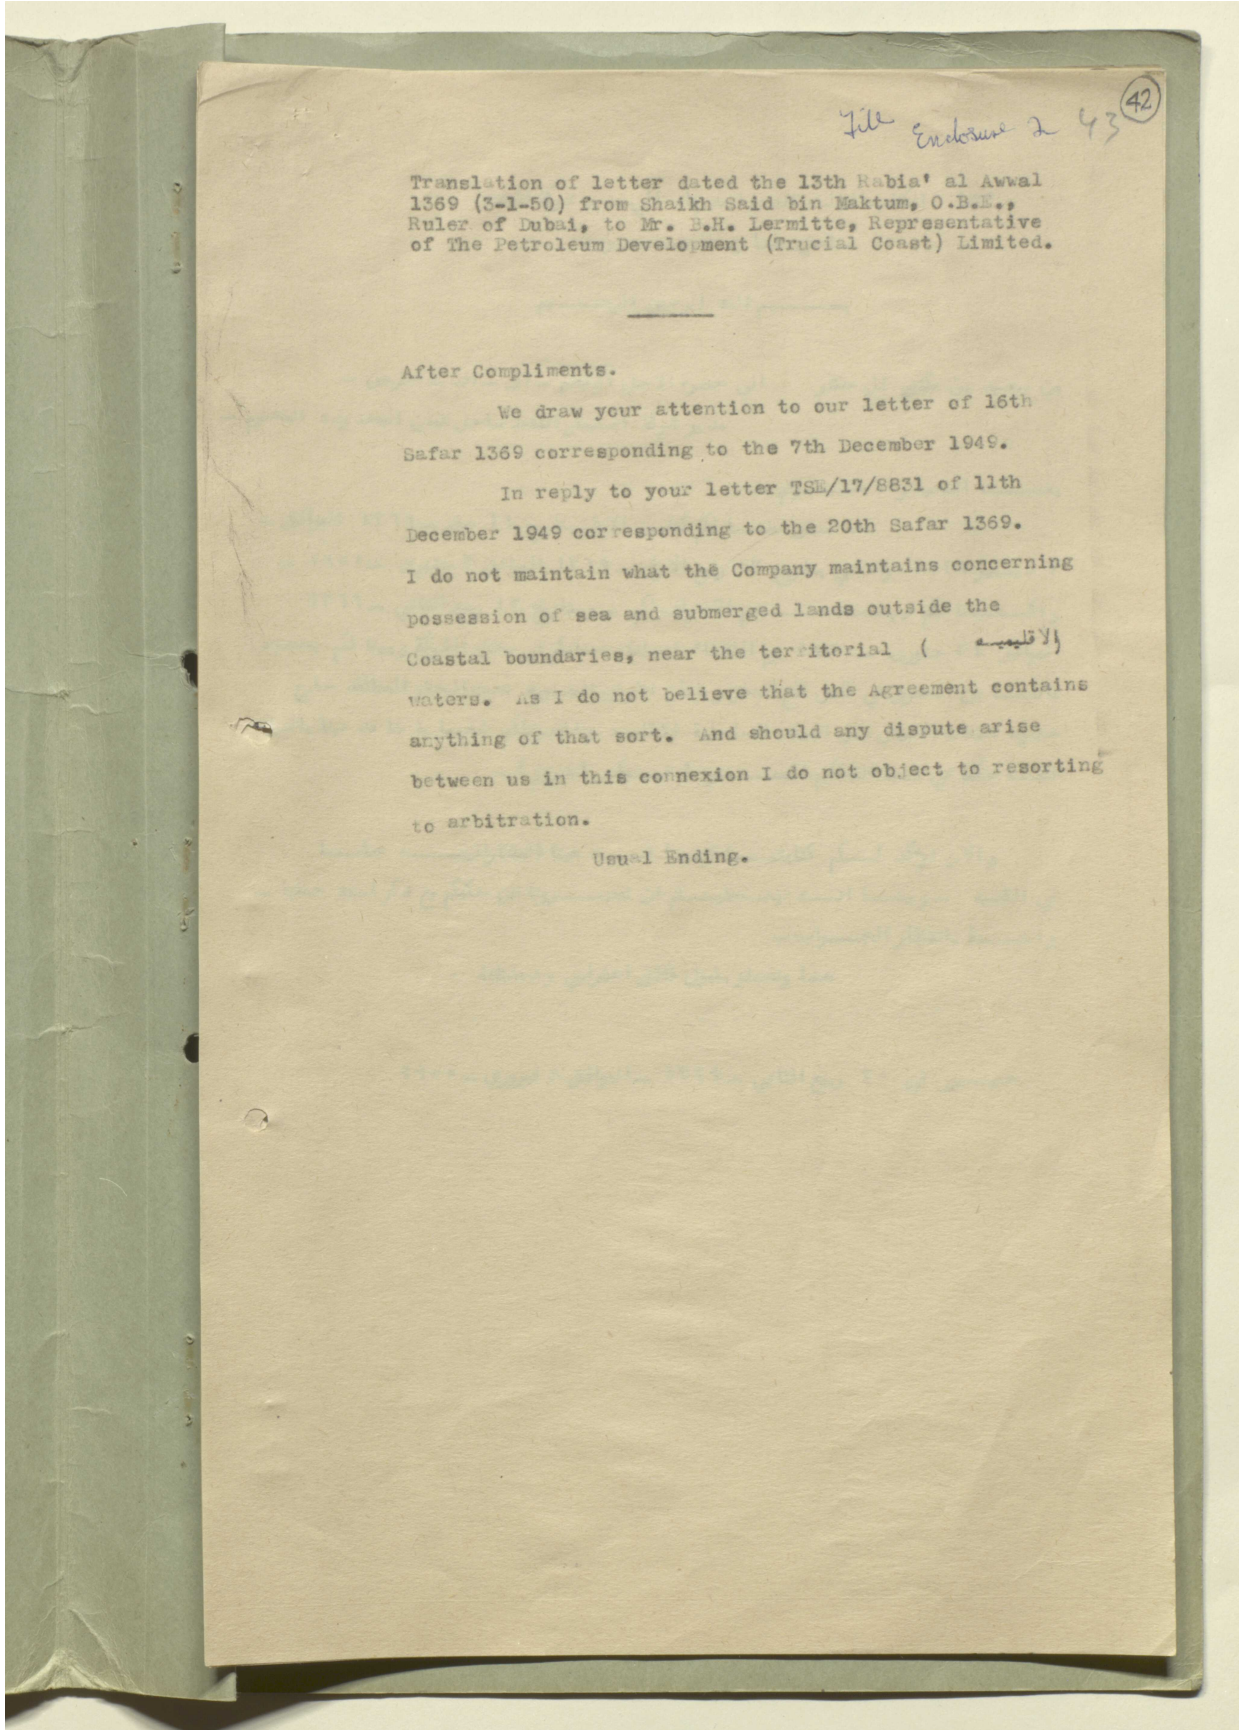 42
File Enclosure 2 43
Translation of letter dated the 13th Rabia' al Awwal
1369 (3-1-50) from Shaikh Said bin Maktum, O.B.E.,
Ruler of Dubai, to Mr. B.H. Lermitte, Representative
of The Petroleum Development (Trucial Coast) Limited.
After Compliments.
We draw your attention to our letter of 16th
Safar 1369 corresponding to the 7th December 1949.
In reply to your letter TSE/17/8831 of 11th
December 1949 corresponding to the 20th Safar 1369.
I do not maintain what the Company maintains concerning
possession of sea and submerged lands outside the
Coastal boundaries, near the territorial ( الاقليميه )
waters. As I do not believe that the Agreement contains
anything of that sort. And should any dispute arise
between us in this connexion I do not object to resorting
to arbitration.
Usual Ending.